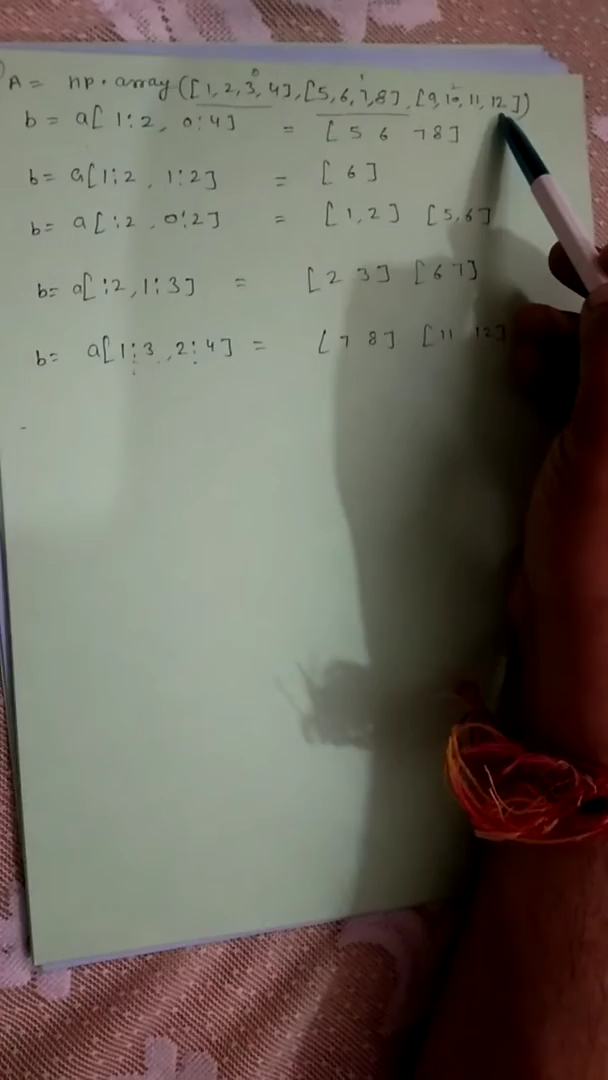 A = np.array([1,2,3,4],[5,6,7,8],[9,10,11,12])
b = a[1:2, 0:4] = [5 6 7 8]
b= a[1:2, 1:2] = [6]
b= a[:2, 0:2] = [1,2] [5,6]
b= a[:2,1:3] = [2 3] [6 7]
b= a[1:3,2:4] = [7 8] [11 12]